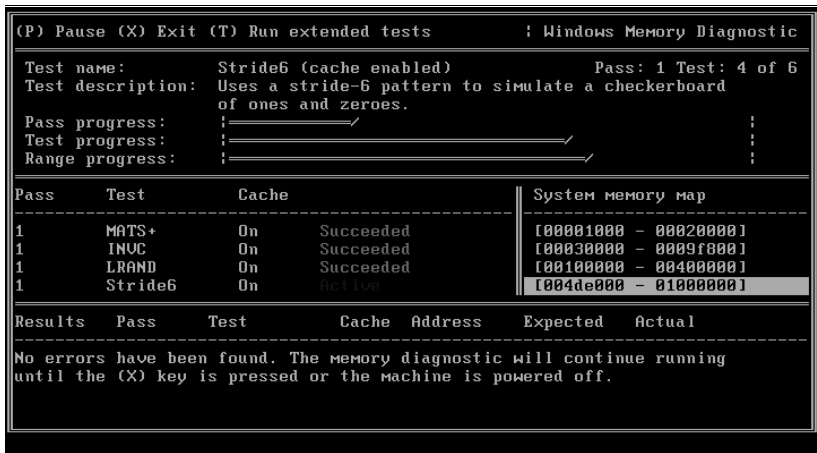 (P) Pause (X) Exit (T) Run extended tests ¦ Windows Memory Diagnostic
Test name: Stride6 (cache enabled) Pass: 1 Test: 4 of 6
Test description: Uses a stride-6 pattern to simulate a checkerboard
of ones and zeroes.
Pass progress:
Test progress:
Range progress:
Pass Test Cache System memory map
1 MATS+ On Succeeded [00001000 - 00020000]
1 INVC On Succeeded [00030000 - 0009f800]
1 LRAND On Succeeded [00100000 - 00400000]
1 Stride6 On Active [004de000 - 01000000]
Results Pass Test Cache Address Expected Actual
No errors have been found. The memory diagnostic will continue running
until the (X) key is pressed or the machine is powered off.